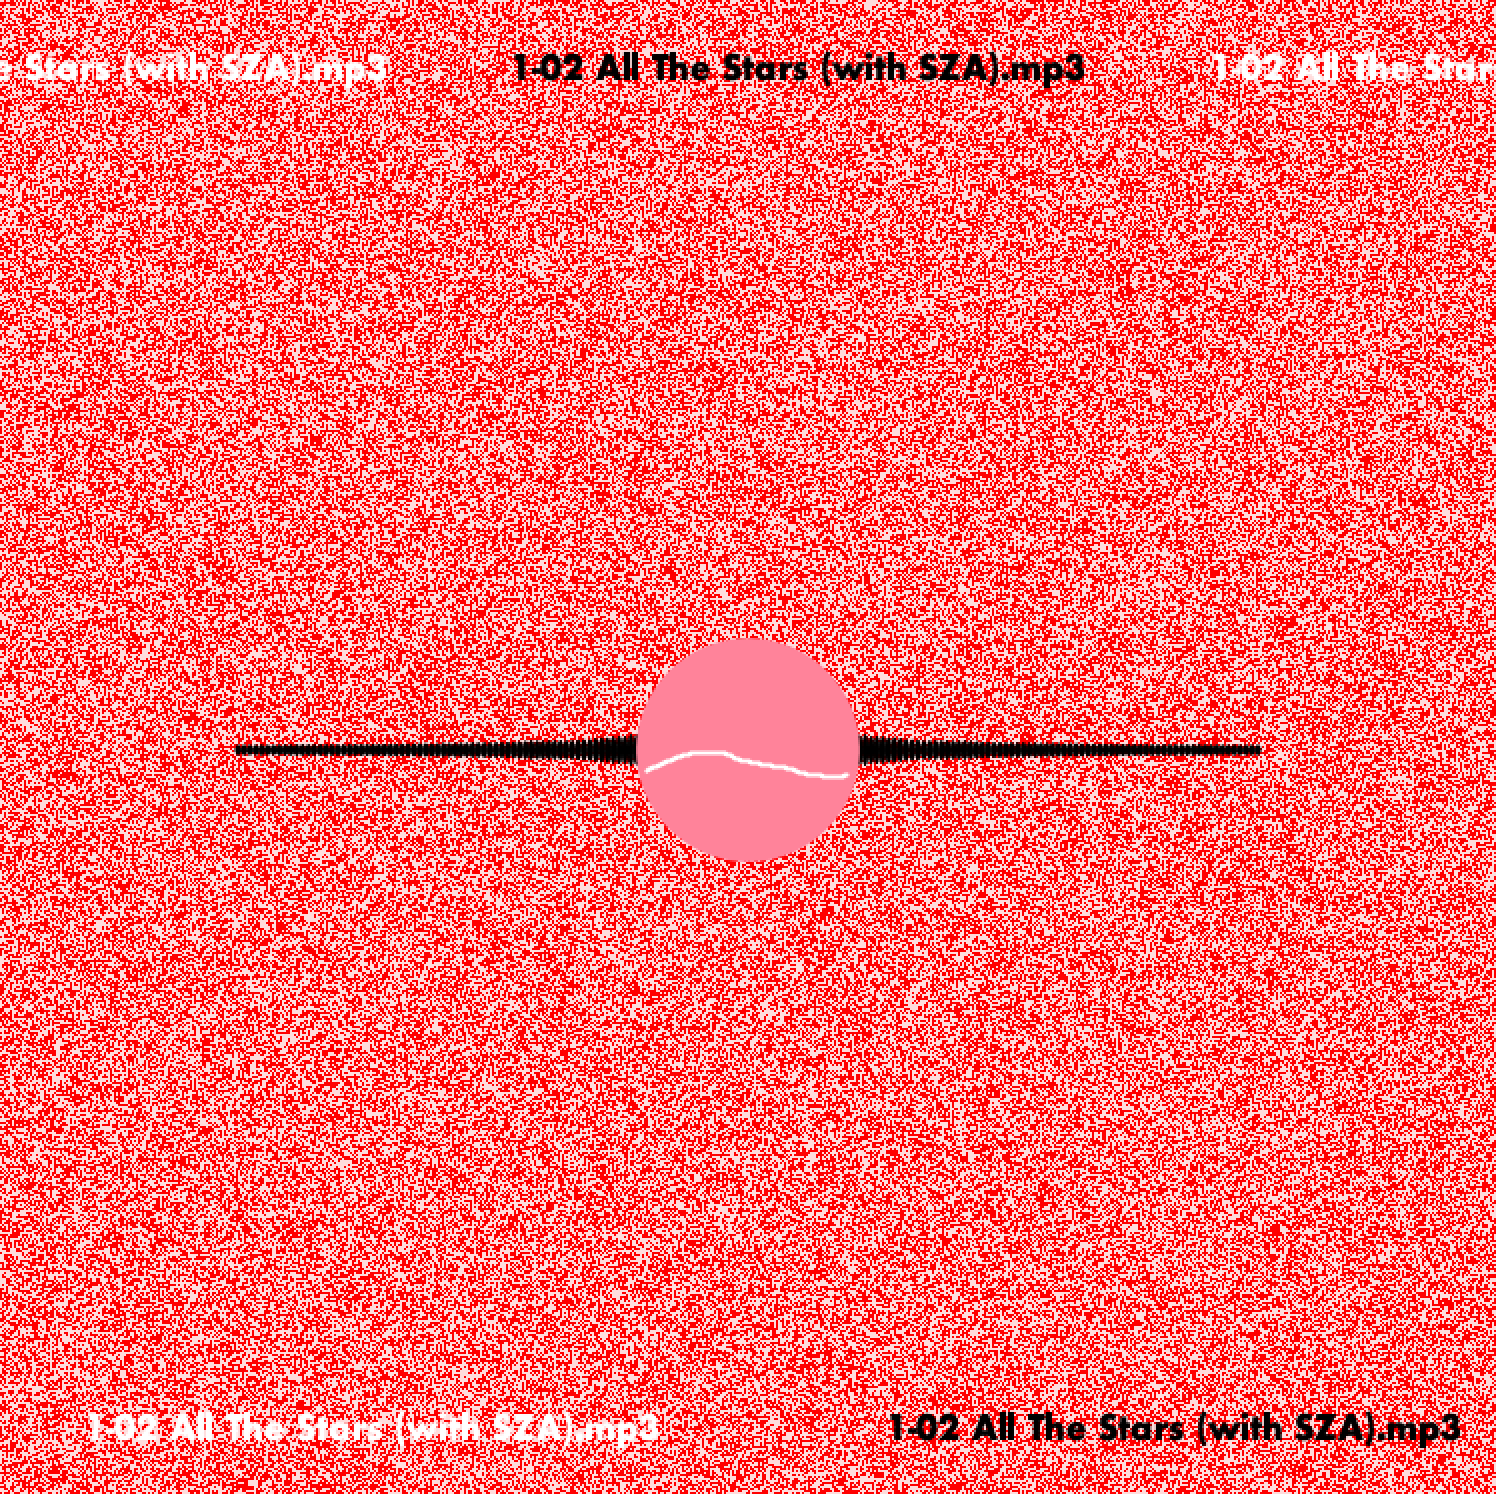 e Stars (with SZA).mp3 1-02 All The Stars (with SZA).mp3 1-02 All The Star
1-02 All The Stars (with SZA).mp3 1-02 All The Stars (with SZA).mp3